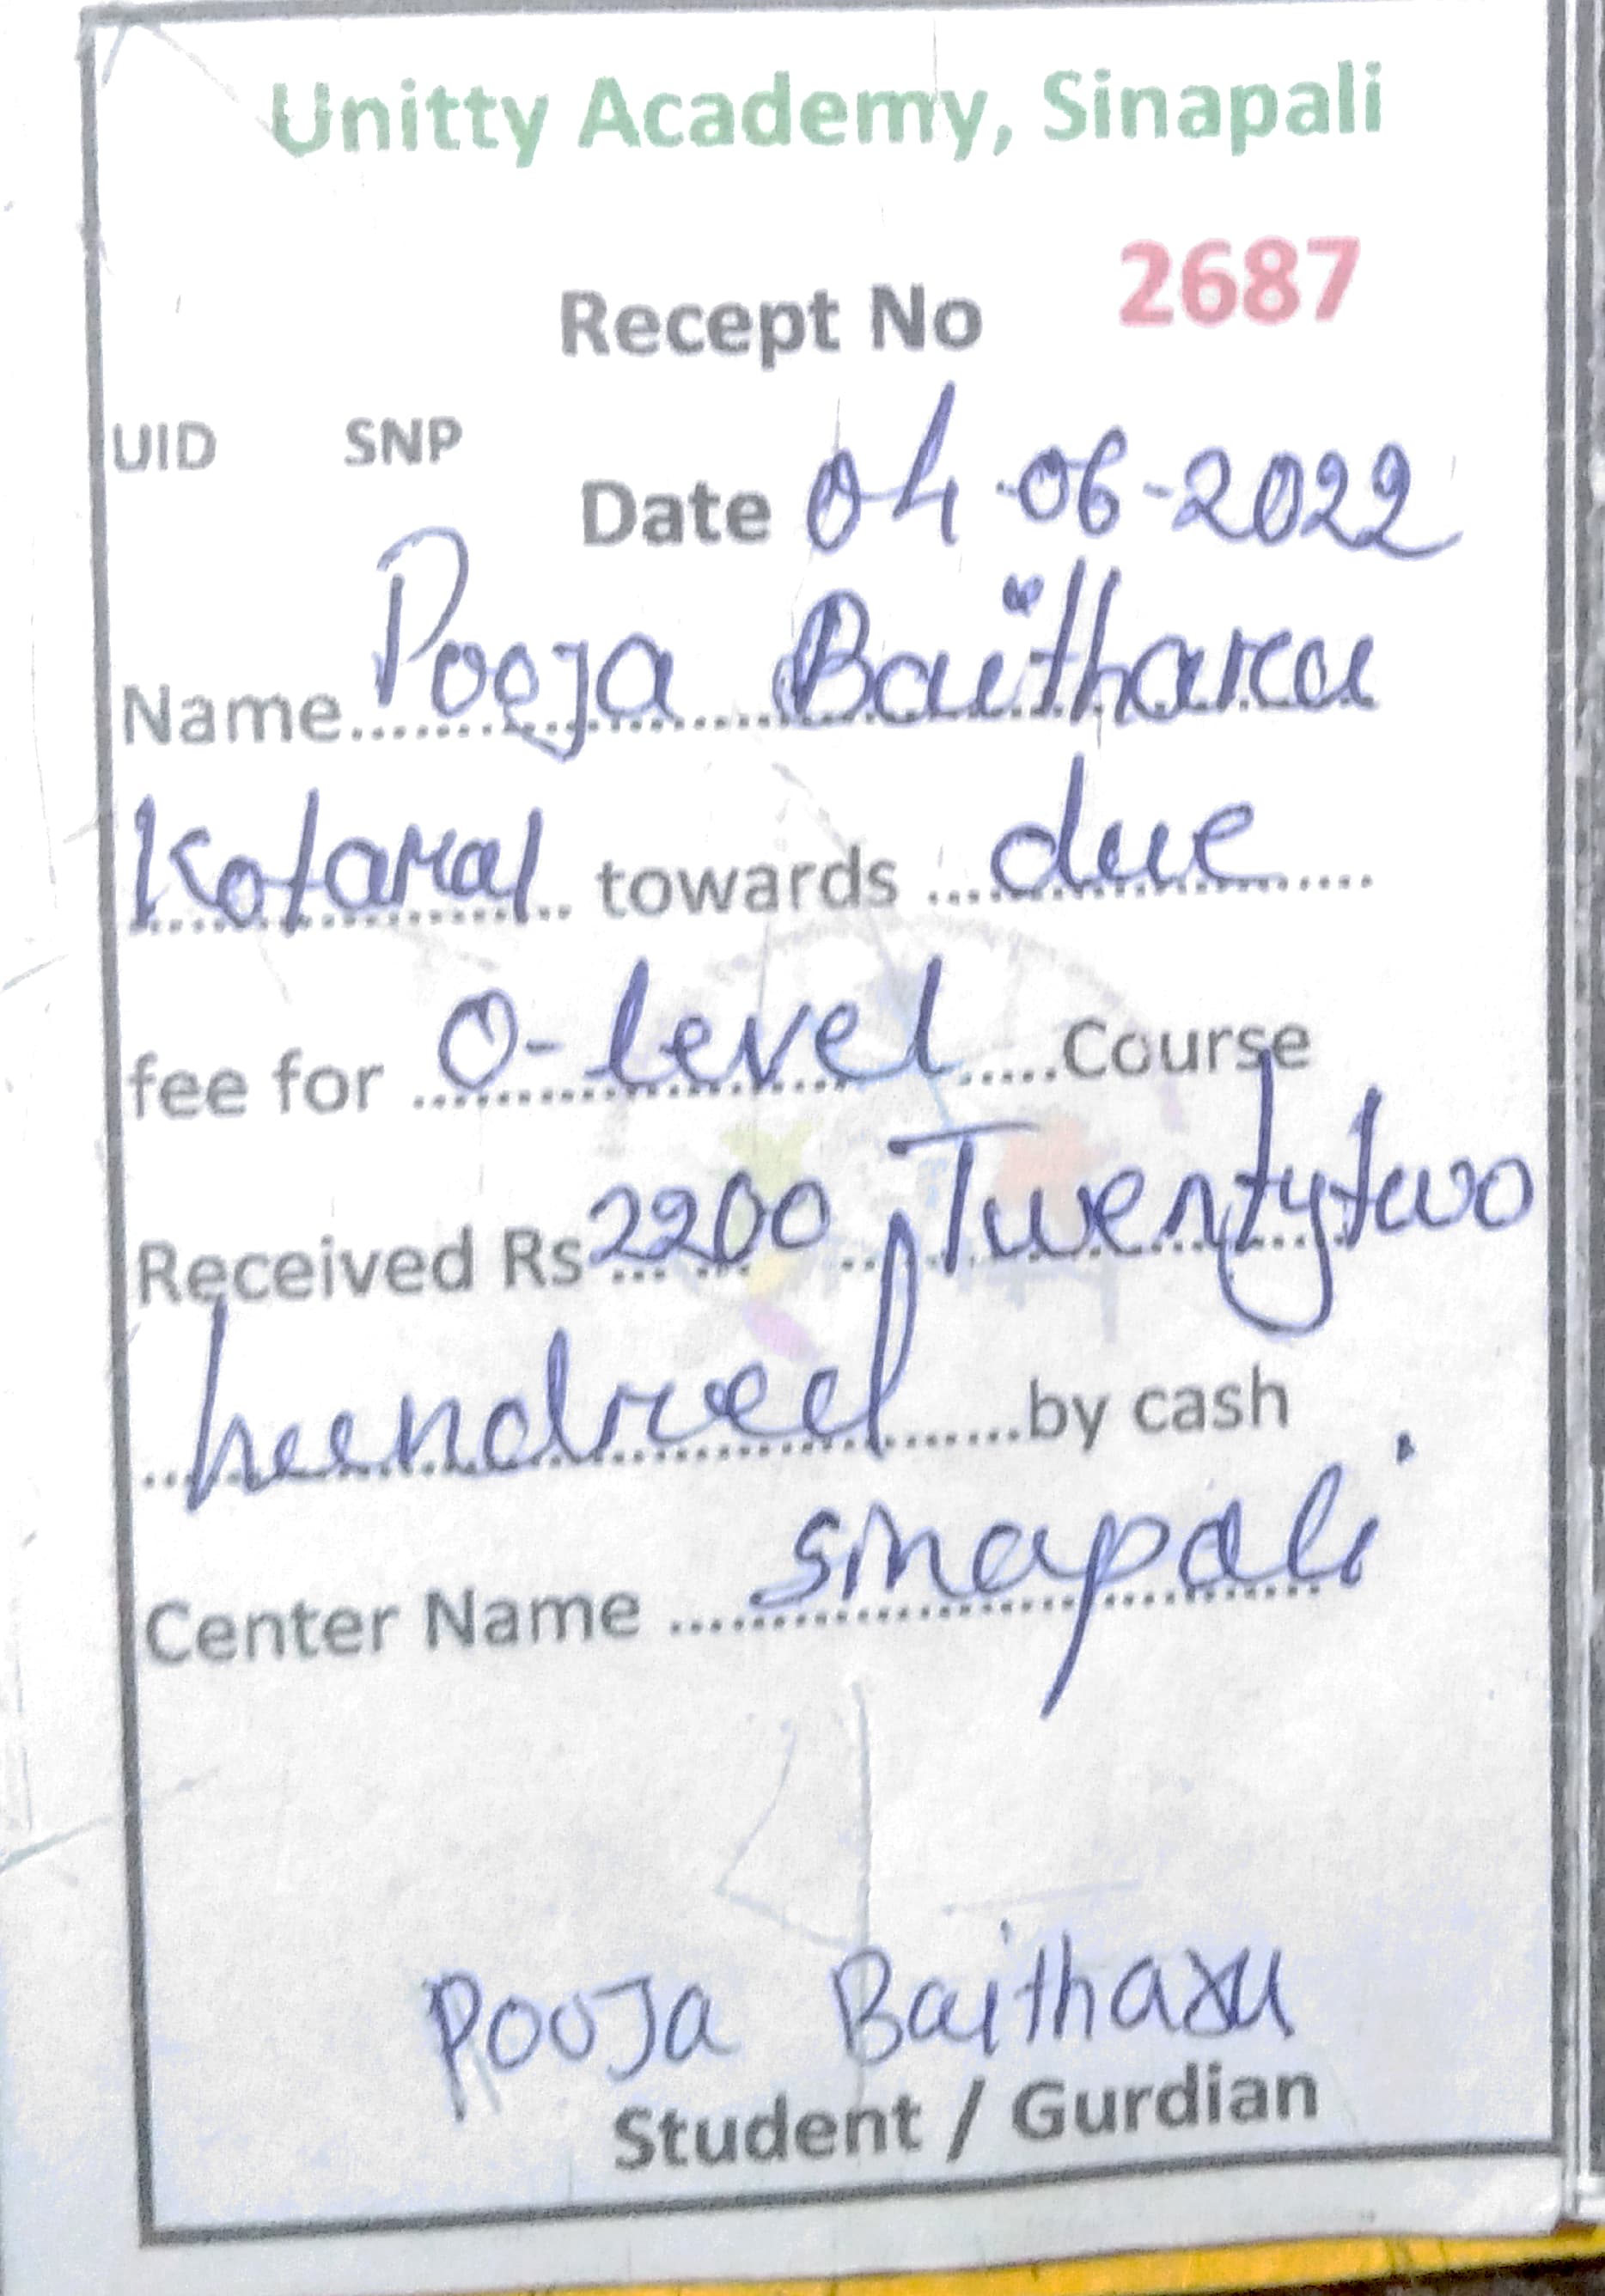 Unitty Academy, Sinapali
Recept No 2687
UID SNP
Date 04-06-2022
Name Pooja Baitharu
Kotamal towards due
fee for O-level Course
Received Rs 2200 Twentytwo
hundred by cash
Center Name Sinapali
Pooja Baitharu
Student / Gurdian